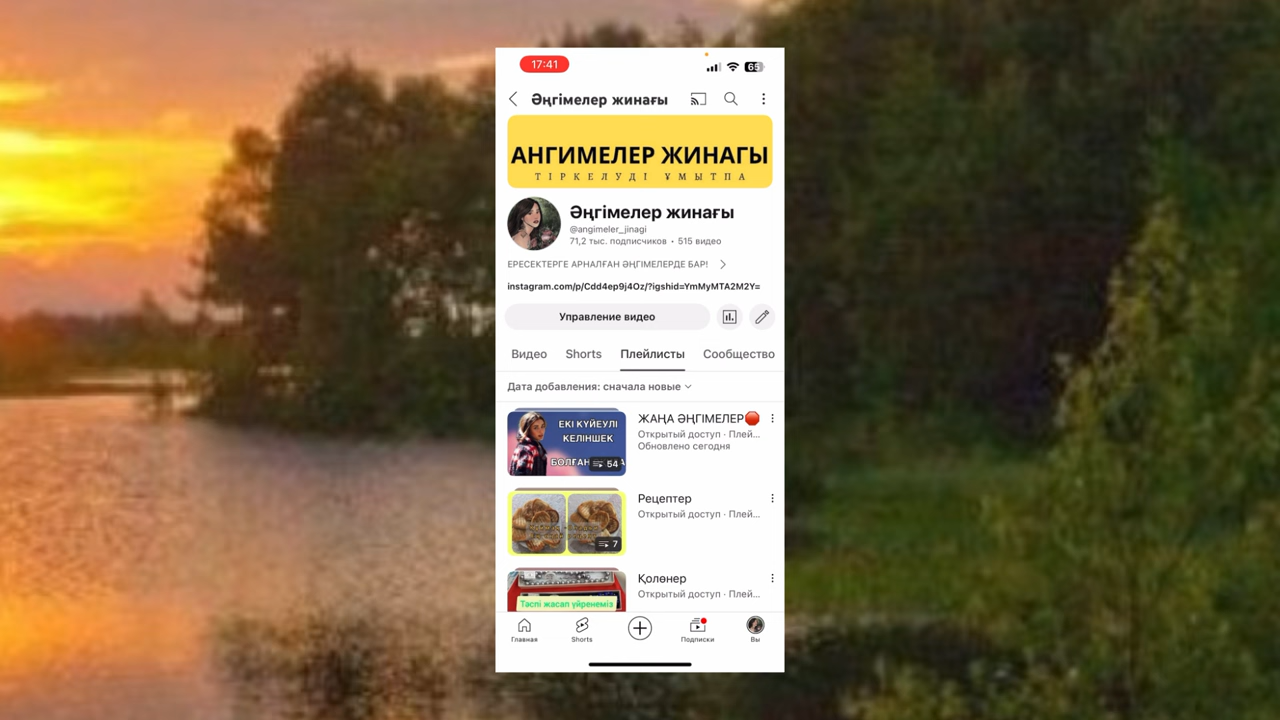 17:41
65
Әңгімелер жинағы
АНГИМЕЛЕР ЖИНАГЫ
ТІРКЕЛУДІ ҰМЫТПА
Әңгімелер жинағы
@angimeler_jinagi
71,2 тыс. подписчиков • 515 видео
ЕРЕСЕКТЕРГЕ АРНАЛҒАН ӘҢГІМЕЛЕРДЕ БАР!
instagram.com/p/Cdd4ep9j4Oz/?igshid=YmMyMTA2M2Y=
Управление видео
Видео Shorts Плейлисты Сообщество
Дата добавления: сначала новые
ЕКІ КҮЙЕУЛІ
КЕЛІНШЕК
54
ЖАҢА ӘҢГІМЕЛЕР
Открытый доступ · Плей...
Обновлено сегодня
7
Рецептер
Открытый доступ · Плей...
Тәспі жасап үйренеміз
Қолөнер
Открытый доступ · Плей...
Главная Shorts Подписки Вы